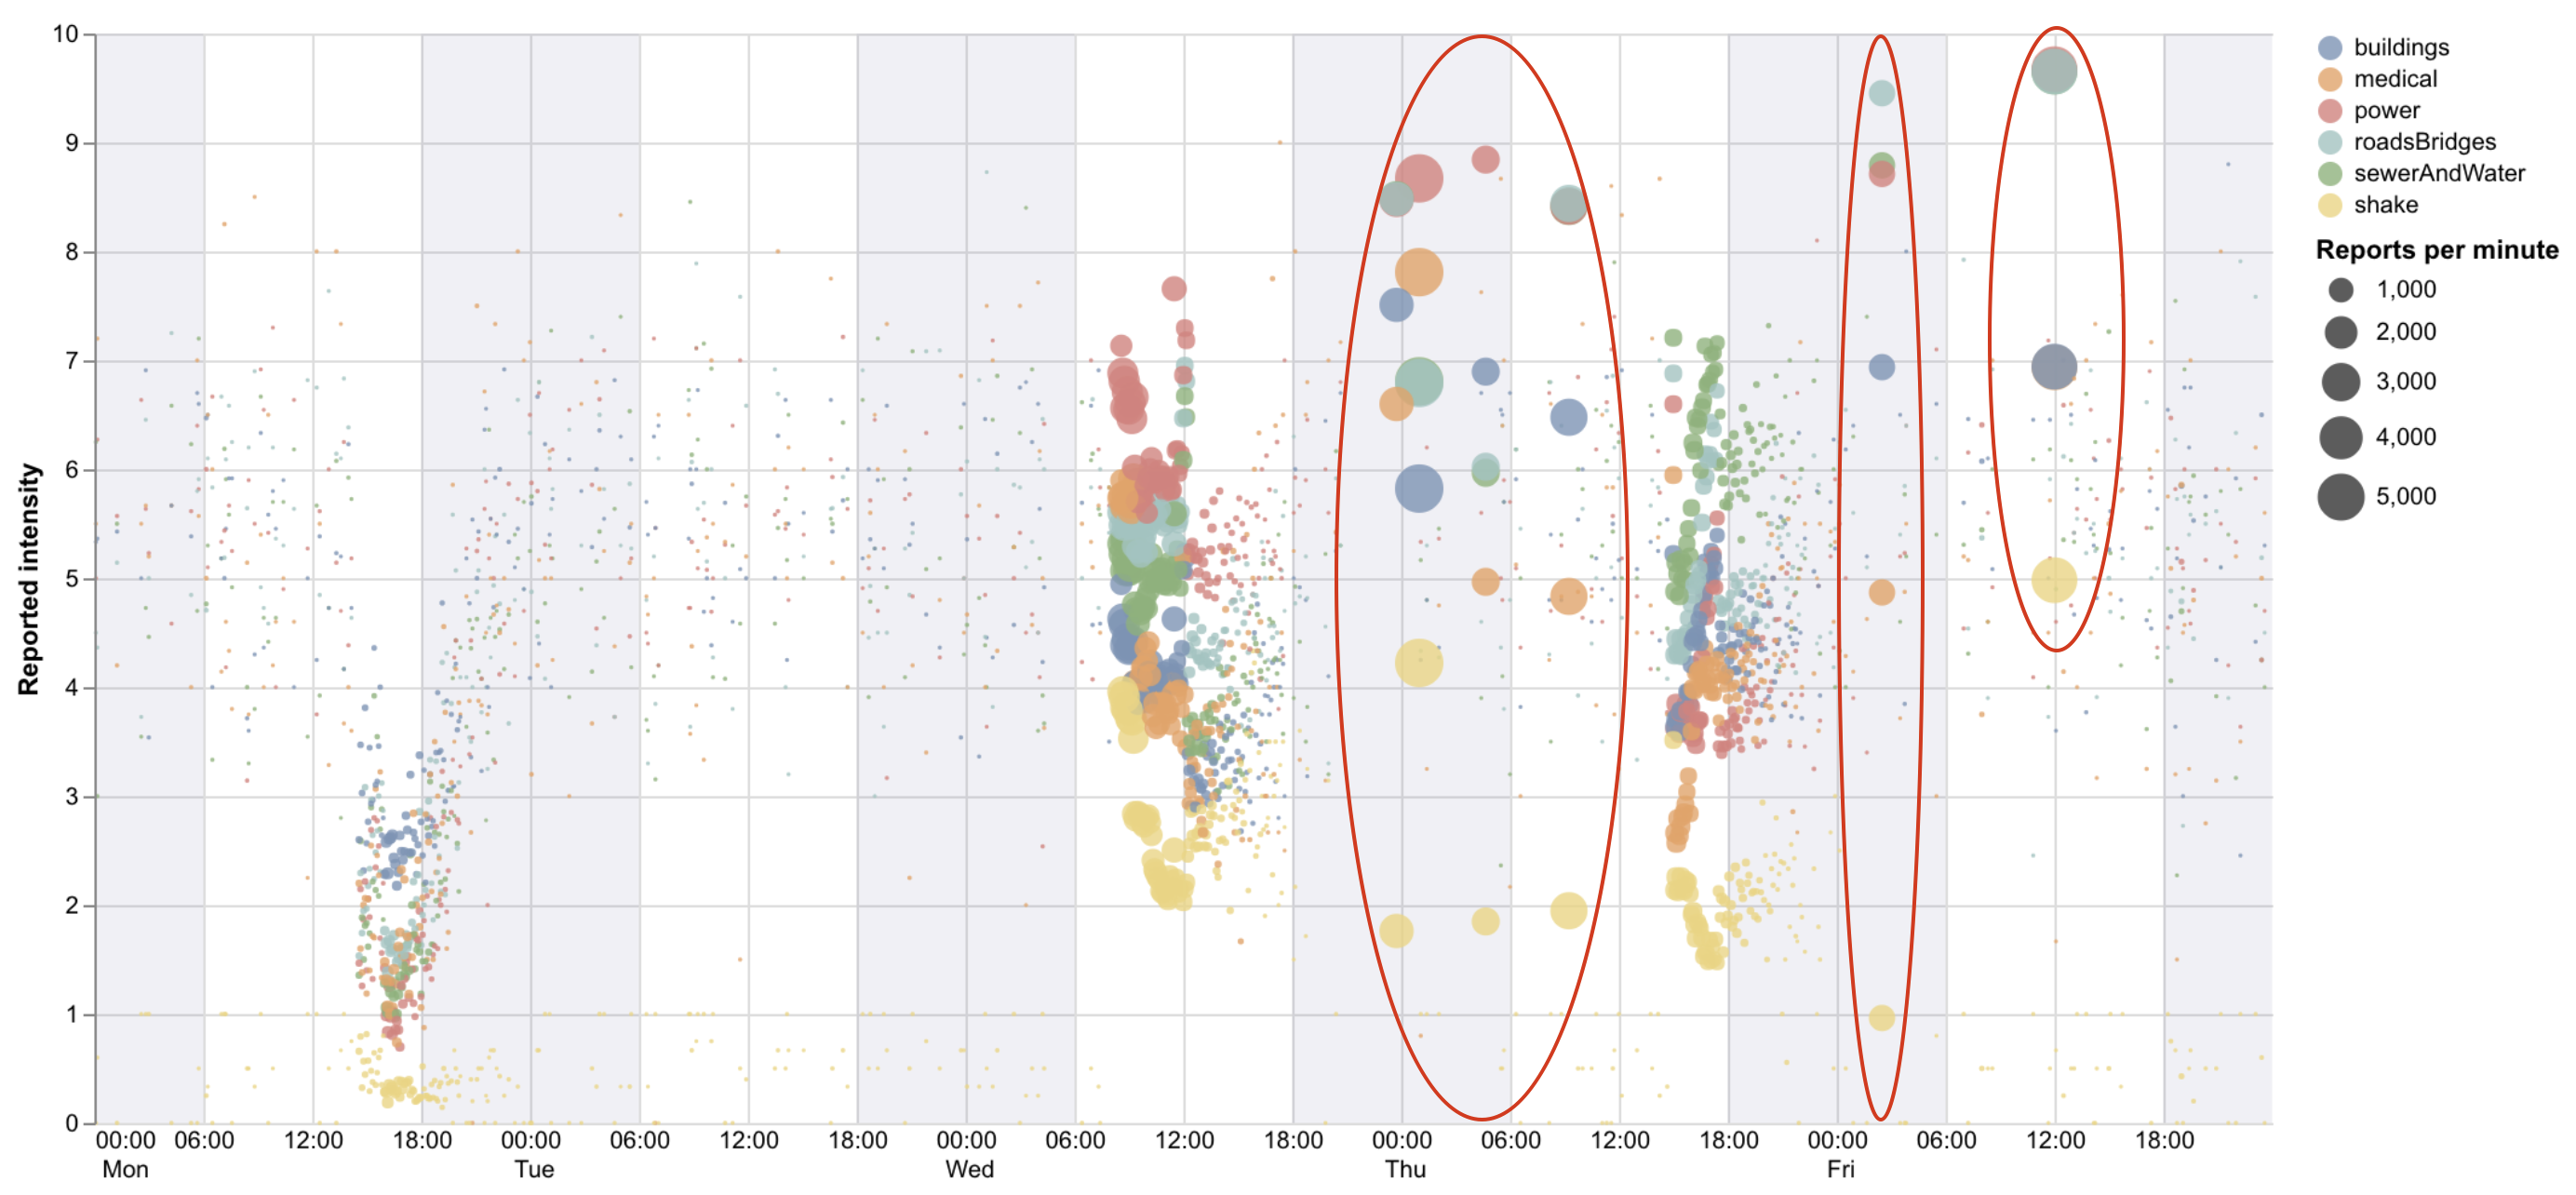 10
9
8
7
6
5
4
3
2
1
0
Reported intensity
00:00 06:00 12:00 18:00 00:00 06:00 12:00 18:00 00:00 06:00 12:00 18:00 00:00 06:00 12:00 18:00 00:00 06:00 12:00 18:00
Mon Tue Wed Thu Fri
buildings
medical
power
roadsBridges
sewerAndWater
shake
Reports per minute
1,000
2,000
3,000
4,000
5,000